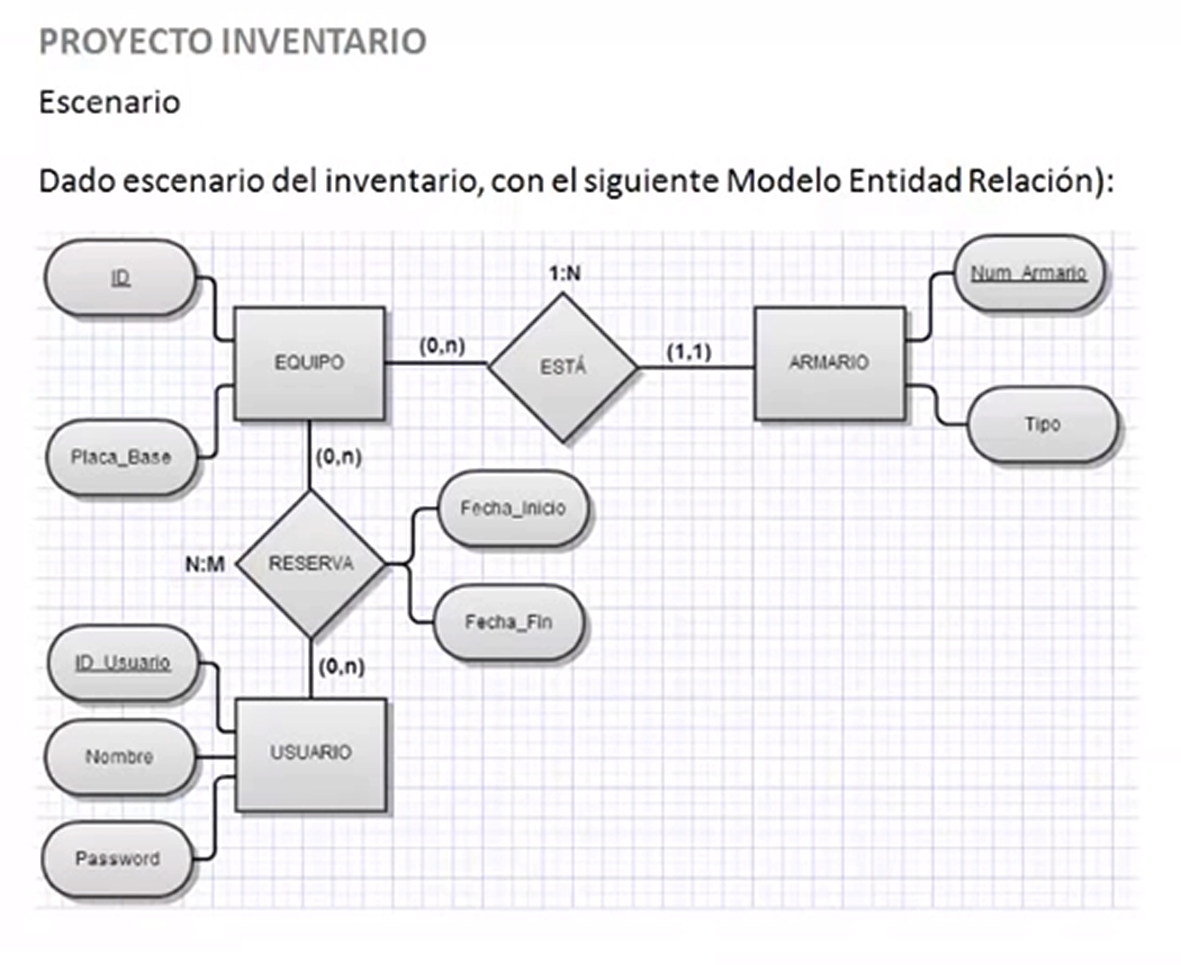 PROYECTO INVENTARIO
Escenario
Dado escenario del inventario, con el siguiente Modelo Entidad Relación):
ID
1:N
Num_Armario
EQUIPO
(0,n)
ESTÁ
(1,1)
ARMARIO
Placa_Base
(0,n)
Tipo
Fecha_Inicio
N:M
RESERVA
Fecha_Fin
ID_Usuario
(0,n)
Nombre
USUARIO
Password